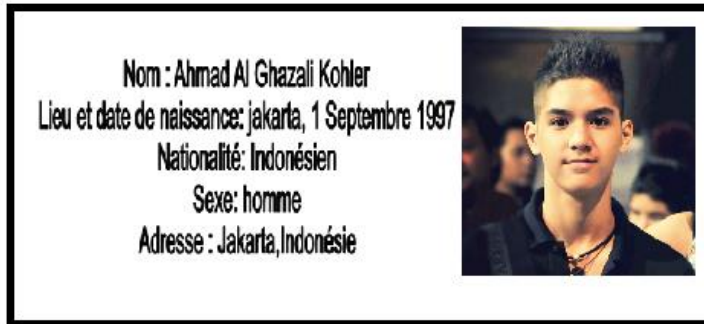 Nom : Ahmad Al Ghazali Kohler
Lieu et date de naissance: jakarta, 1 Septembre 1997
Nationalité: Indonésien
Sexe: homme
Adresse : Jakarta,Indonésie